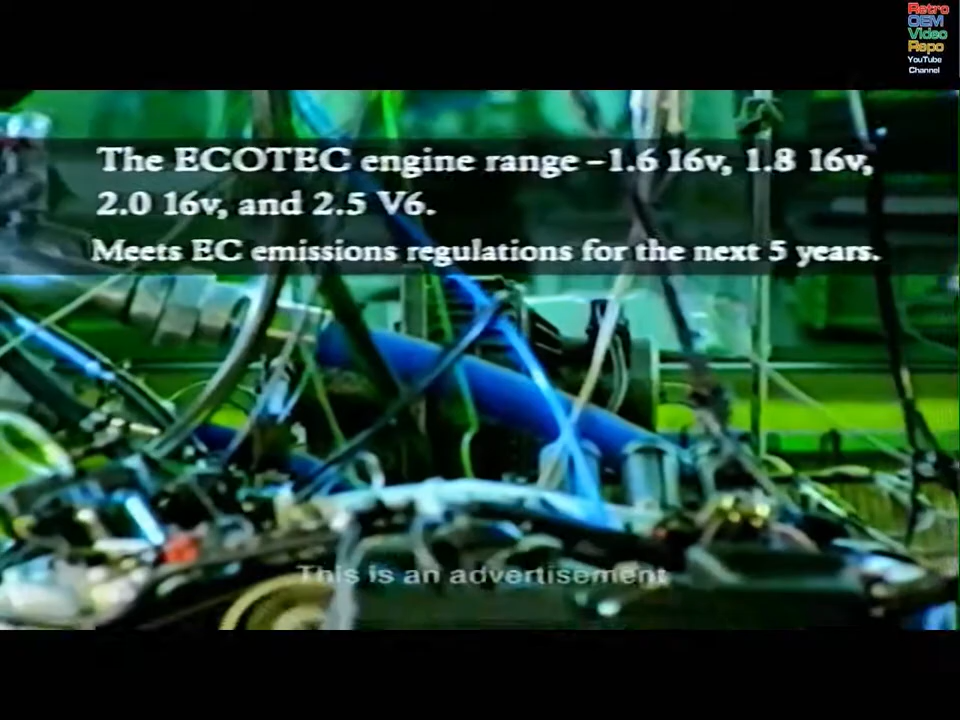 Retro
OEM
Video
Repo
YouTube
Channel
The ECOTEC engine range – 1.6 16v, 1.8 16v,
2.0 16v, and 2.5 V6.
Meets EC emissions regulations for the next 5 years.
This is an advertisement